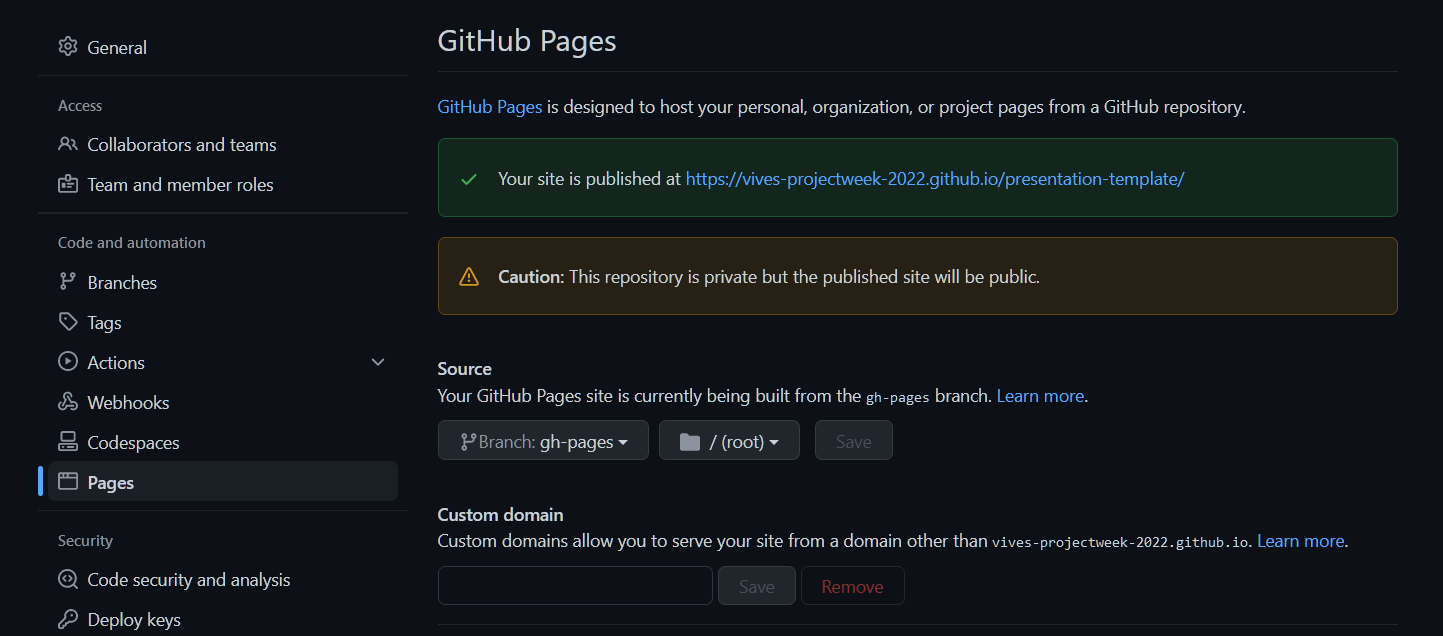 General
Access
Collaborators and teams
Team and member roles
Code and automation
Branches
Tags
Actions
Webhooks
Codespaces
Pages
Security
Code security and analysis
Deploy keys
GitHub Pages
GitHub Pages is designed to host your personal, organization, or project pages from a GitHub repository.
Your site is published at https://vives-projectweek-2022.github.io/presentation-template/
Caution: This repository is private but the published site will be public.
Source
Your GitHub Pages site is currently being built from the gh-pages branch. Learn more.
Branch: gh-pages / (root) Save
Custom domain
Custom domains allow you to serve your site from a domain other than vives-projectweek-2022.github.io. Learn more.
Save Remove